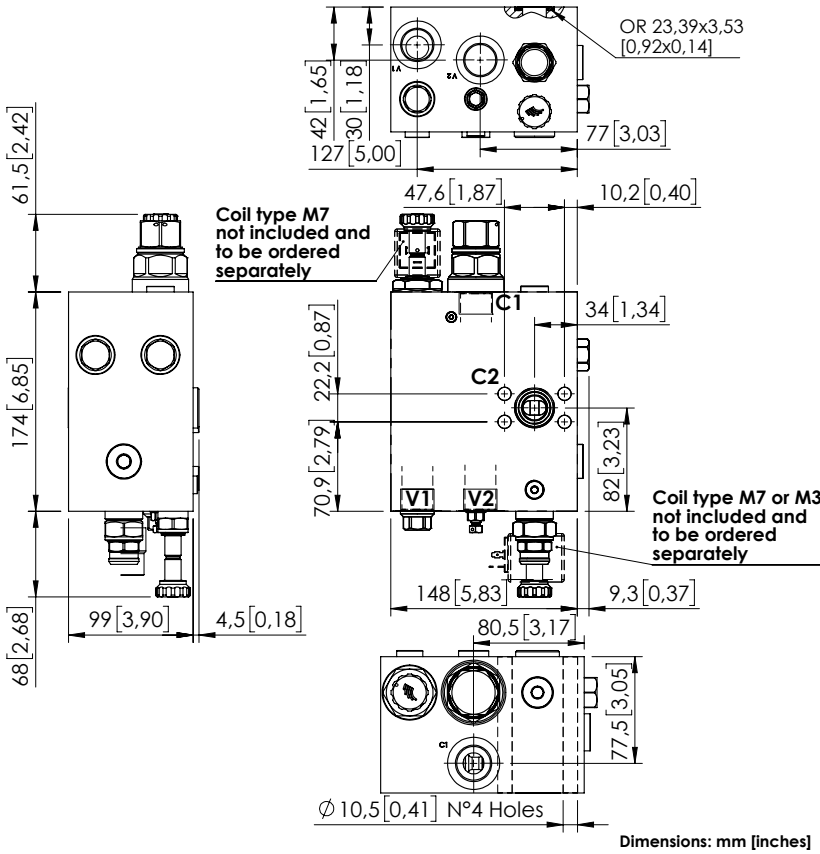 OR 23,39x3,53
[0,92x0,14]
V1
V2
42 [1,65]
30 [1,18]
77 [3,03]
127 [5,00]
61,5 [2,42]
47,6 [1,87]
10,2 [0,40]
Coil type M7
not included and
to be ordered
separately
C1
34 [1,34]
22,2 [0,87]
C2
174 [6,85]
70,9 [2,79]
82 [3,23]
V1
V2
Coil type M7 or M3
not included and
to be ordered
separately
148 [5,83]
9,3 [0,37]
99 [3,90]
4,5 [0,18]
68 [2,68]
80,5 [3,17]
77,5 [3,05]
C1
Ø 10,5 [0,41] N°4 Holes
Dimensions: mm [inches]